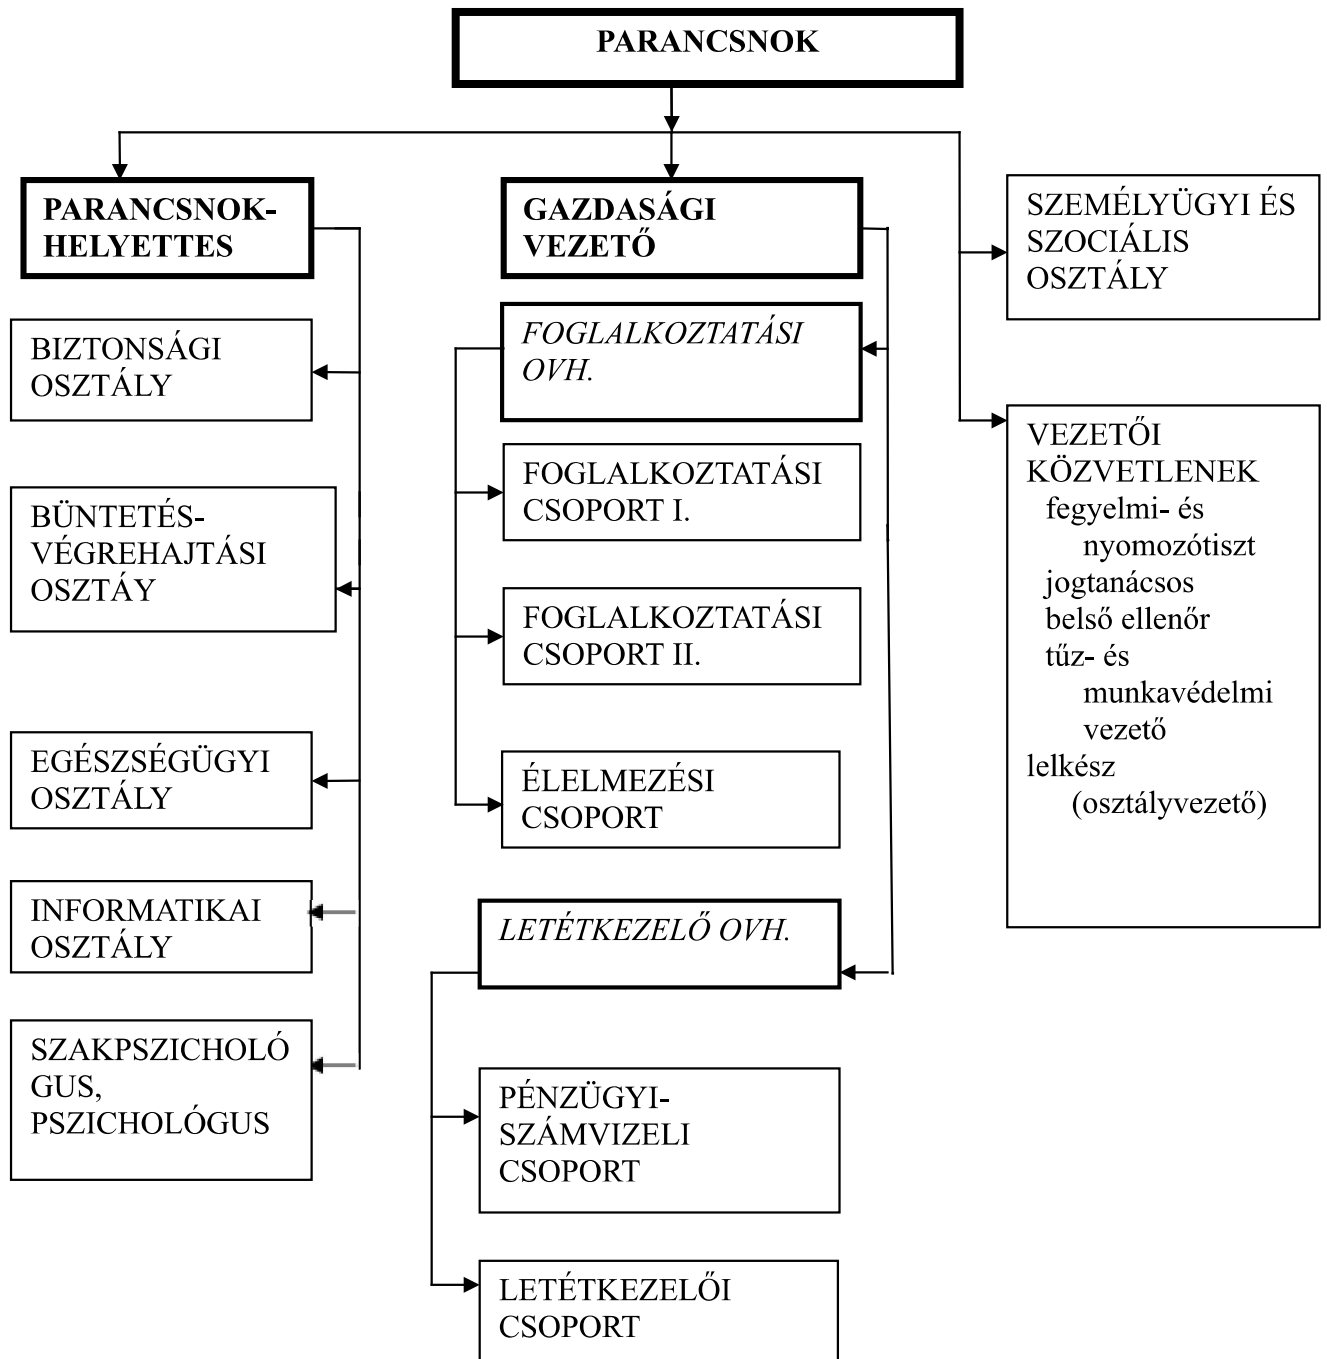 PARANCSNOK
PARANCSNOK-
HELYETTES
BIZTONSÁGI
OSZTÁLY
BÜNTETÉS-
VÉGREHAJTÁSI
OSZTÁY
EGÉSZSÉGÜGYI
OSZTÁLY
INFORMATIKAI
OSZTÁLY
SZAKPSZICHOLÓ
GUS,
PSZICHOLÓGUS
GAZDASÁGI
VEZETŐ
FOGLALKOZTATÁSI
OVH.
FOGLALKOZTATÁSI
CSOPORT I.
FOGLALKOZTATÁSI
CSOPORT II.
ÉLELMEZÉSI
CSOPORT
LETÉTKEZELŐ OVH.
PÉNZÜGYI-
SZÁMVIZELI
CSOPORT
LETÉTKEZELŐI
CSOPORT
SZEMÉLYÜGYI ÉS
SZOCIÁLIS
OSZTÁLY
VEZETŐI
KÖZVETLENEK
fegyelmi- és
nyomozótiszt
jogtanácsos
belső ellenőr
tűz- és
munkavédelmi
vezető
lelkész
(osztályvezető)